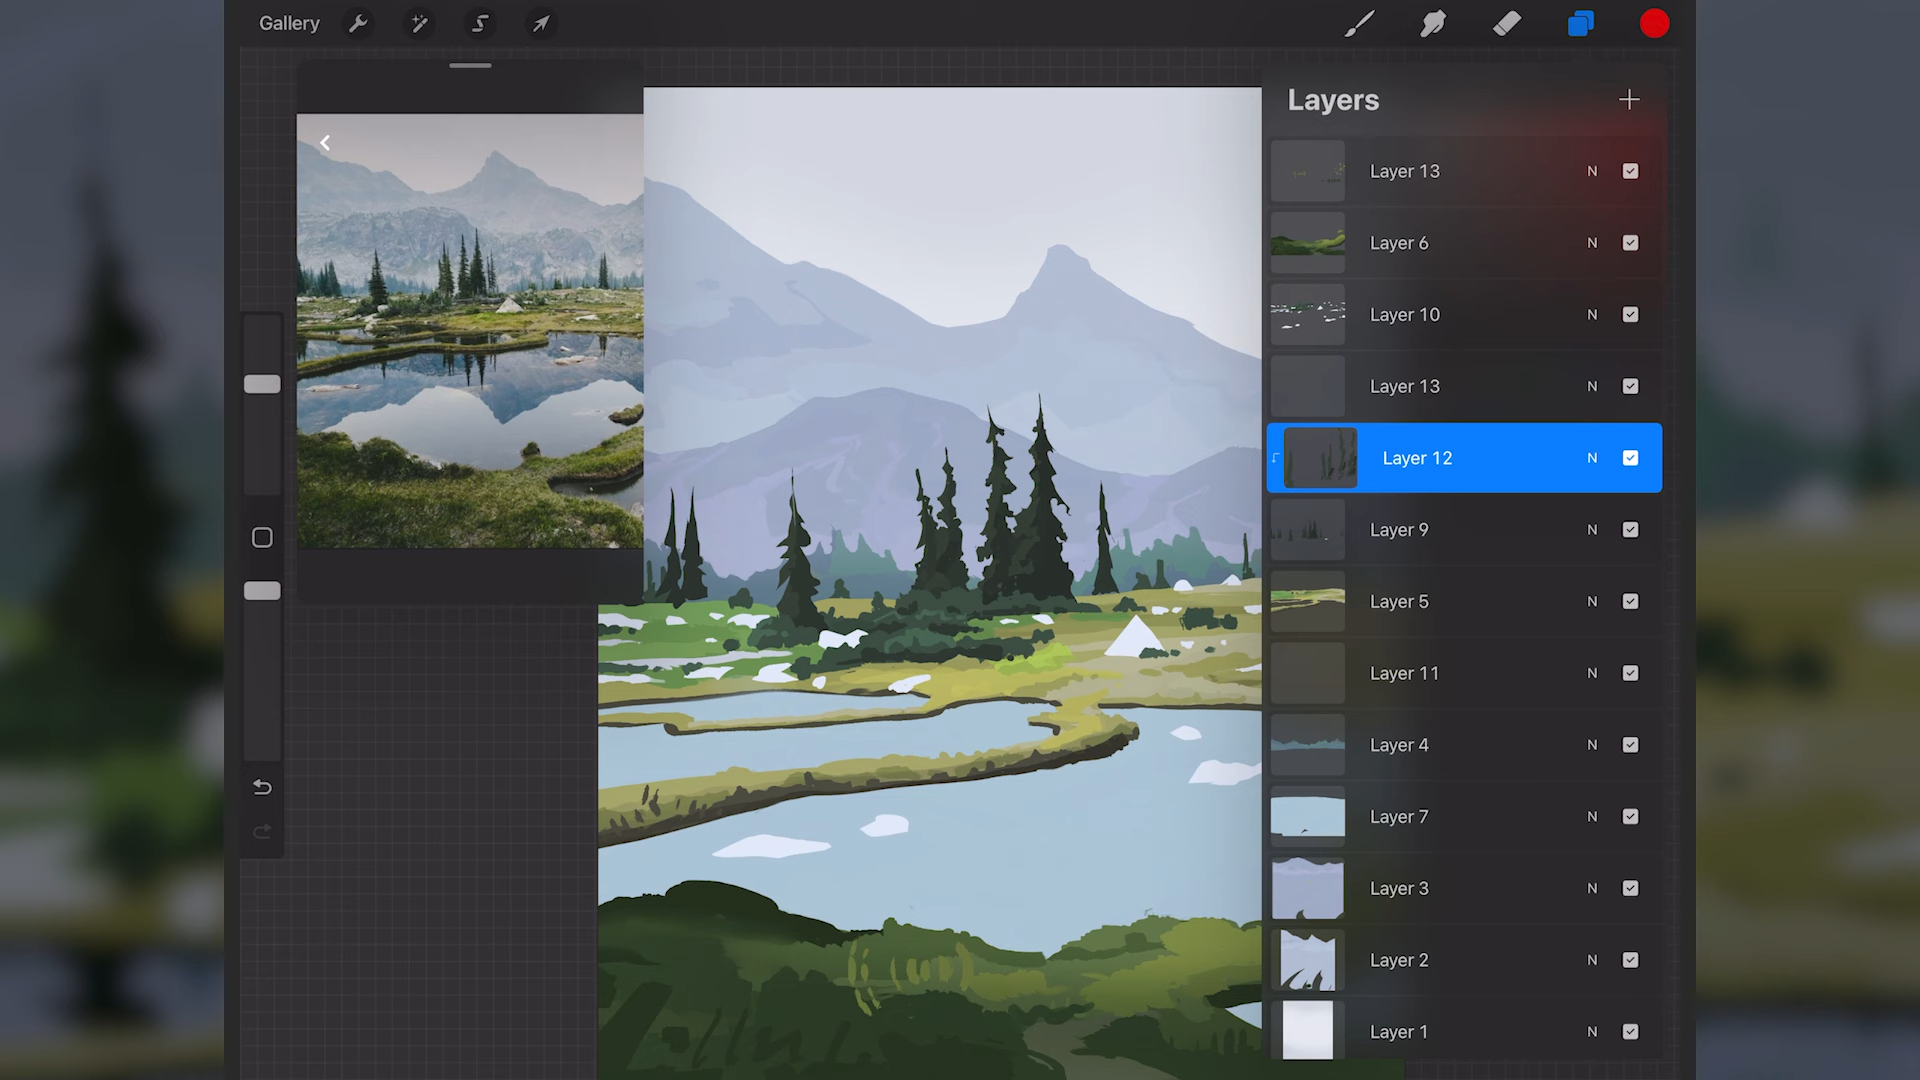 Gallery
Layers
Layer 13 N
Layer 6 N
Layer 10 N
Layer 13 N
Layer 12 N
Layer 9 N
Layer 5 N
Layer 11 N
Layer 4 N
Layer 7 N
Layer 3 N
Layer 2 N
Layer 1 N